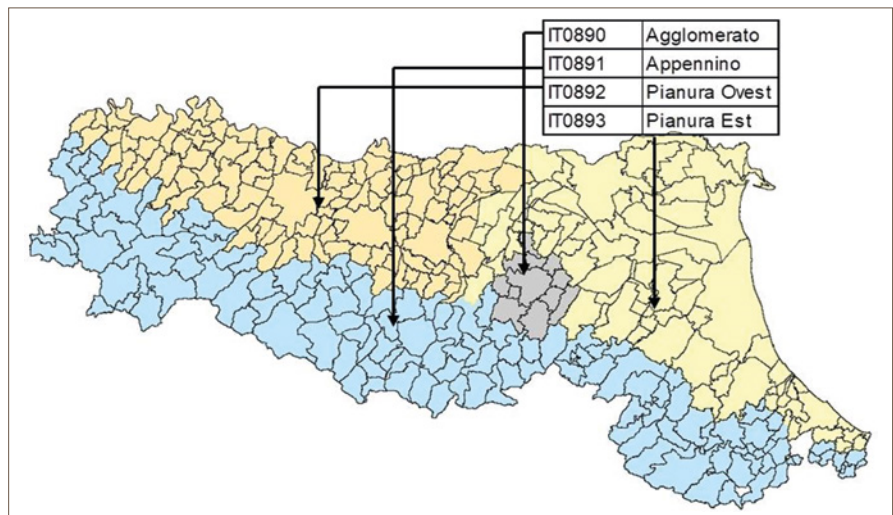 IT0890 Agglomerato
IT0891 Appennino
IT0892 Pianura Ovest
IT0893 Pianura Est